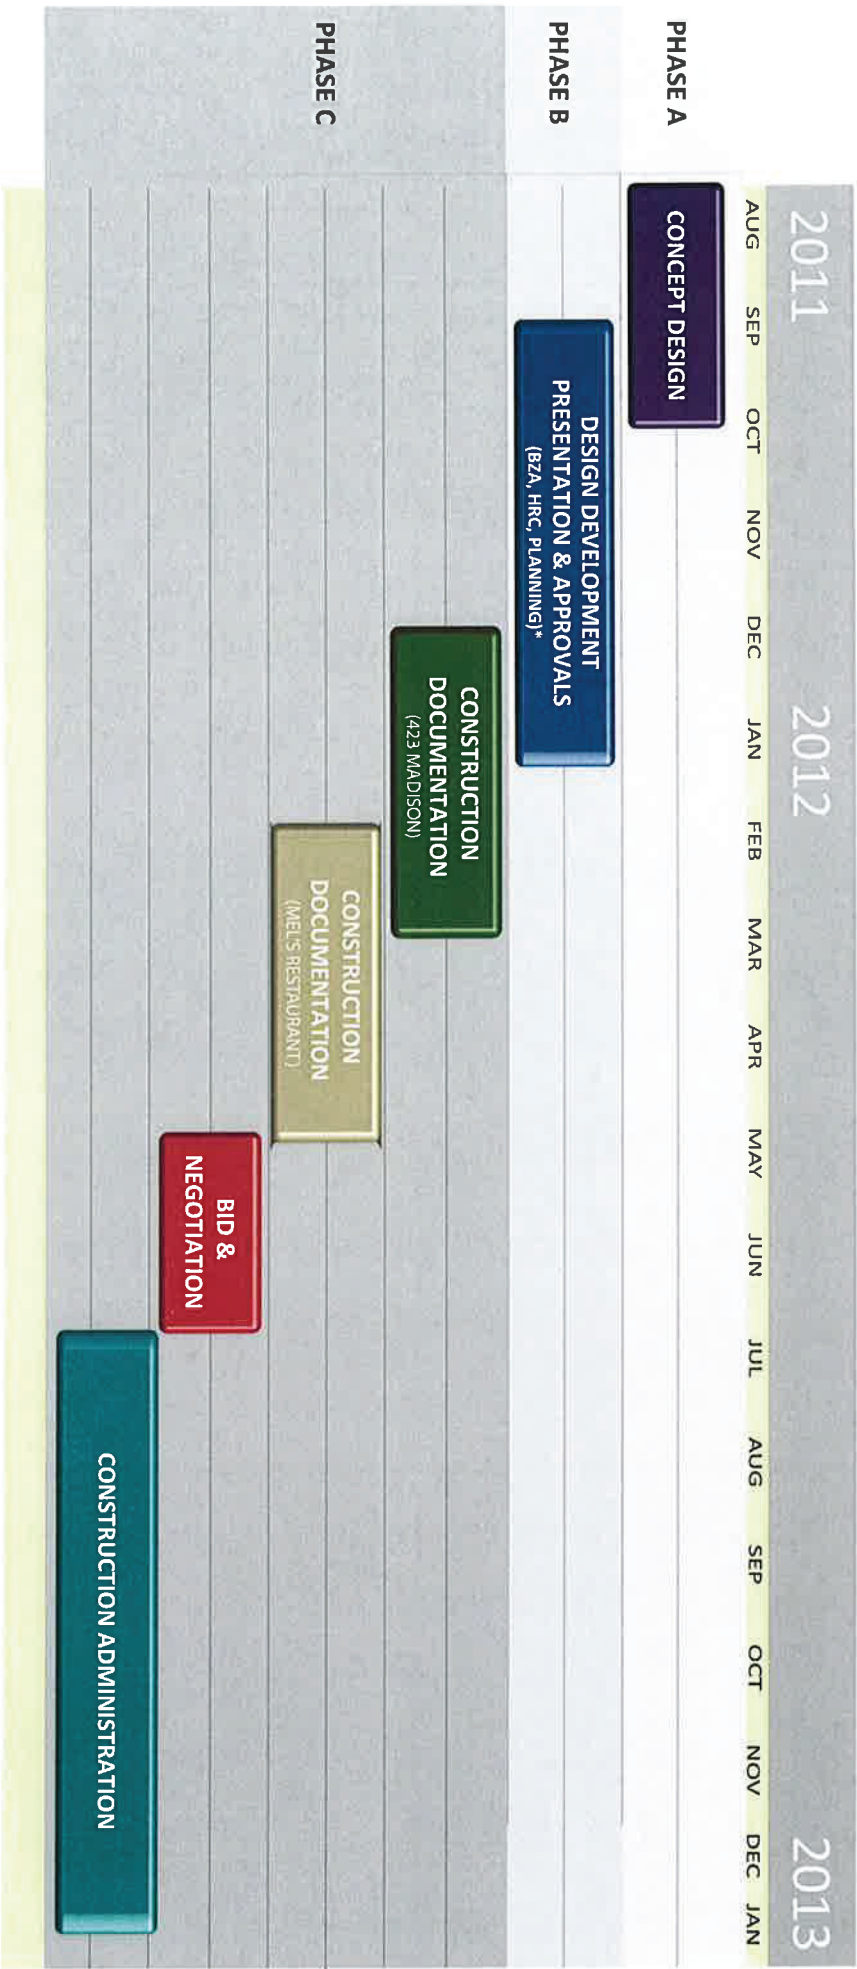 2011 2012 2013
AUG SEP OCT NOV DEC JAN FEB MAR APR MAY JUN JUL AUG SEP OCT NOV DEC JAN
PHASE A
CONCEPT DESIGN
PHASE B
DESIGN DEVELOPMENT
PRESENTATION & APPROVALS
(BZA, HRC, PLANNING)*
PHASE C
CONSTRUCTION
DOCUMENTATION
(423 MADISON)
CONSTRUCTION
DOCUMENTATION
(MEL'S RESTAURANT)
BID &
NEGOTIATION
CONSTRUCTION ADMINISTRATION